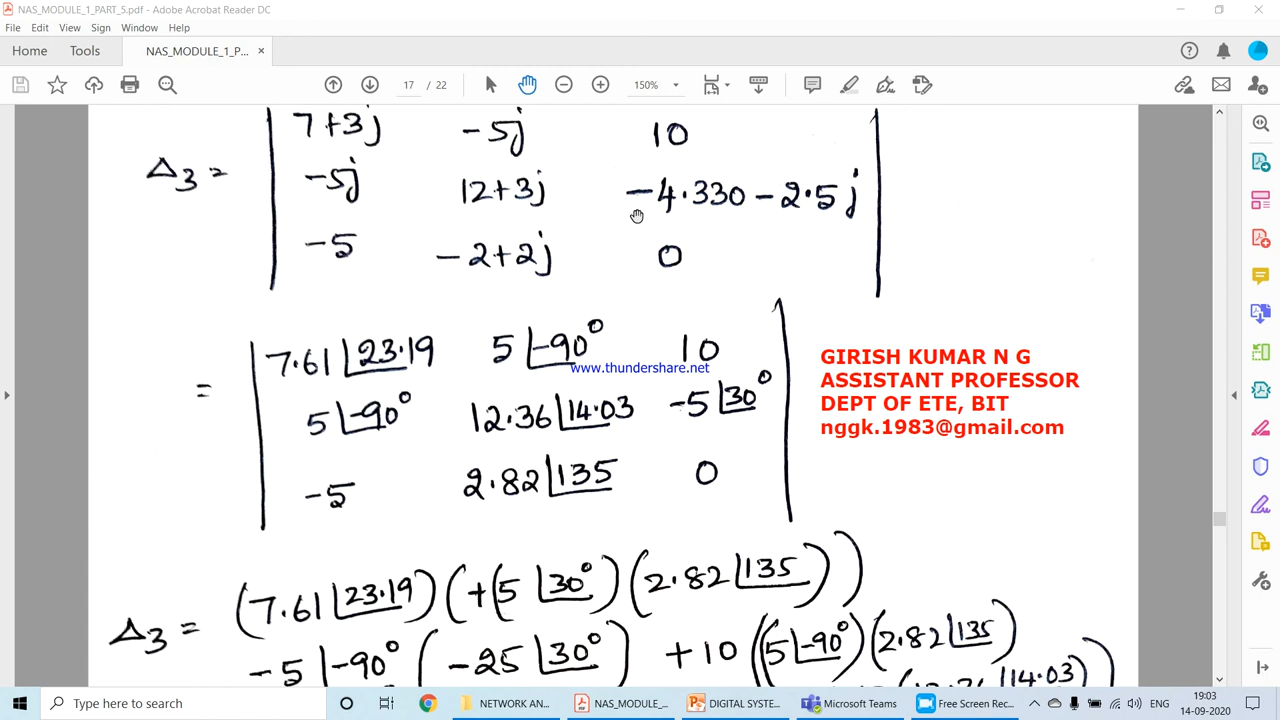 NAS_MODULE_1_PART_5.pdf - Adobe Acrobat Reader DC
File Edit View Sign Window Help
Home Tools NAS_MODULE_1_P... ×
17 / 22 150%
7+3j -5j 10
Δ3 = -5j 12+3j -4.330-2.5j
-5 -2+2j 0
7.61∠23.19 5∠-90° 10
www.thundershare.net
= 5∠-90° 12.36∠14.03 -5∠30°
-5 2.82∠135 0
GIRISH KUMAR N G
ASSISTANT PROFESSOR
DEPT OF ETE, BIT
nggk.1983@gmail.com
Δ3 = (7.61∠23.19)(+(5∠30°)(2.82∠135))
-5∠-90° (-25∠30°) +10((5∠-90°)(2.82∠135)
∠14.03))
Type here to search
NETWORK AN... NAS_MODULE_1_... DIGITAL SYSTE... Microsoft Teams Free Screen Rec... ENG 19:03
14-09-2020